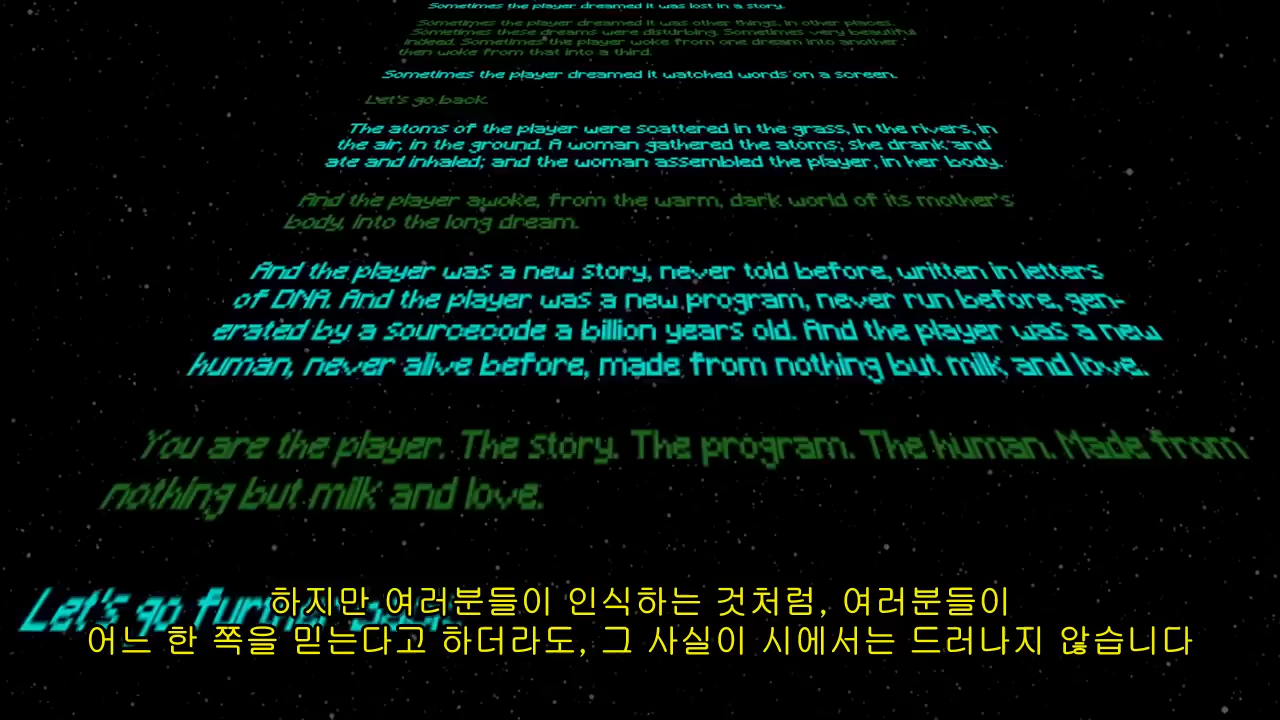 Sometimes the player dreamed it was lost in a story.
Sometimes the player dreamed it was other things, in other places.
Sometimes these dreams were disturbing. Sometimes very beautiful
indeed. Sometimes the player woke from one dream into another,
then woke from that into a third.
Sometimes the player dreamed it watched words on a screen.
Let's go back.
The atoms of the player were scattered in the grass, in the rivers, in
the air, in the ground. A woman gathered the atoms; she drank and
ate and inhaled; and the woman assembled the player, in her body.
And the player awoke, from the warm, dark world of its mother's
body, into the long dream.
And the player was a new story, never told before, written in letters
of DNA. And the player was a new program, never run before, gen-
erated by a sourcecode a billion years old. And the player was a new
human, never alive before, made from nothing but milk and love.
You are the player. The story. The program. The human. Made from
nothing but milk and love.
Let's go further
하지만 여러분들이 인식하는 것처럼, 여러분들이
어느 한 쪽을 믿는다고 하더라도, 그 사실이 시에서는 드러나지 않습니다